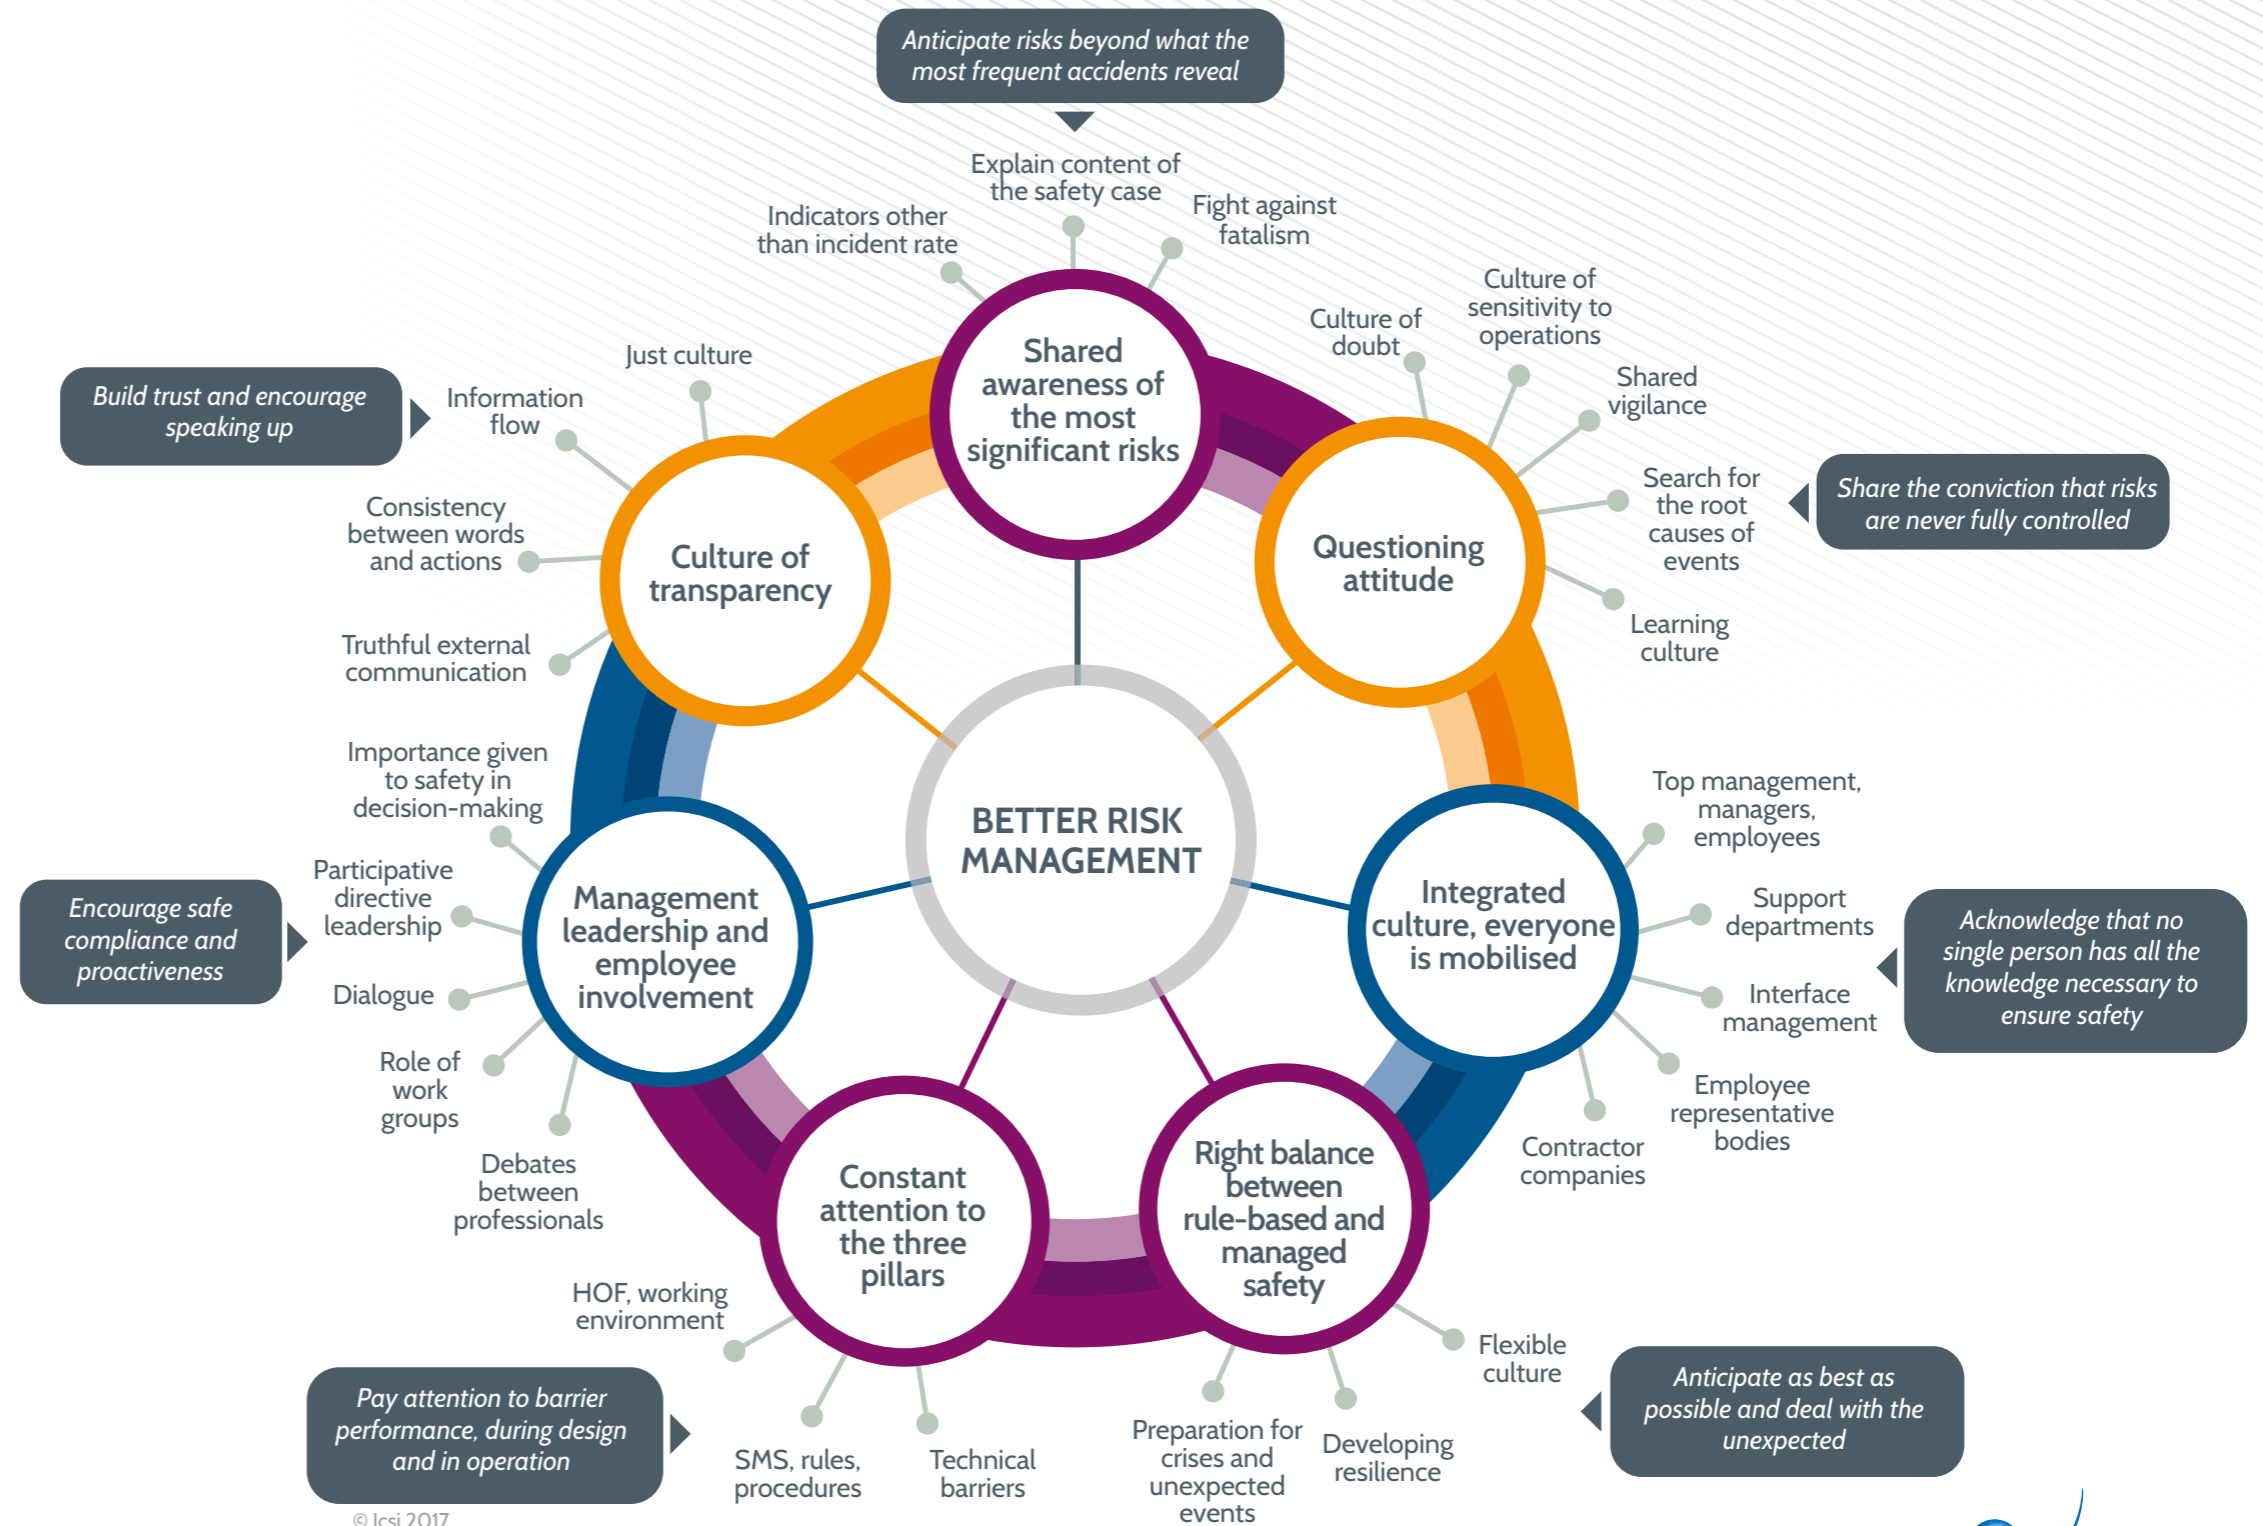 Anticipate risks beyond what the
most frequent accidents reveal
Explain content of
the safety case
Indicators other
than incident rate
Fight against
fatalism
Shared
awareness of
the most
significant risks
Culture of
doubt
Culture of
sensitivity to
operations
Shared
vigilance
Search for
the root
causes of
events
Learning
culture
Share the conviction that risks
are never fully controlled
Questioning
attitude
Just culture
Information
flow
Build trust and encourage
speaking up
Consistency
between words
and actions
Truthful external
communication
Culture of
transparency
BETTER RISK
MANAGEMENT
Top management,
managers,
employees
Support
departments
Interface
management
Employee
representative
bodies
Contractor
companies
Acknowledge that no
single person has all the
knowledge necessary to
ensure safety
Integrated
culture, everyone
is mobilised
Importance given
to safety in
decision-making
Participative
directive
leadership
Dialogue
Role of
work
groups
Debates
between
professionals
Encourage safe
compliance and
proactiveness
Management
leadership and
employee
involvement
Constant
attention to
the three
pillars
HOF, working
environment
SMS, rules,
procedures
Technical
barriers
Pay attention to barrier
performance, during design
and in operation
Right balance
between
rule-based and
managed
safety
Flexible
culture
Developing
resilience
Preparation for
crises and
unexpected
events
Anticipate as best as
possible and deal with the
unexpected
© Icsi 2017